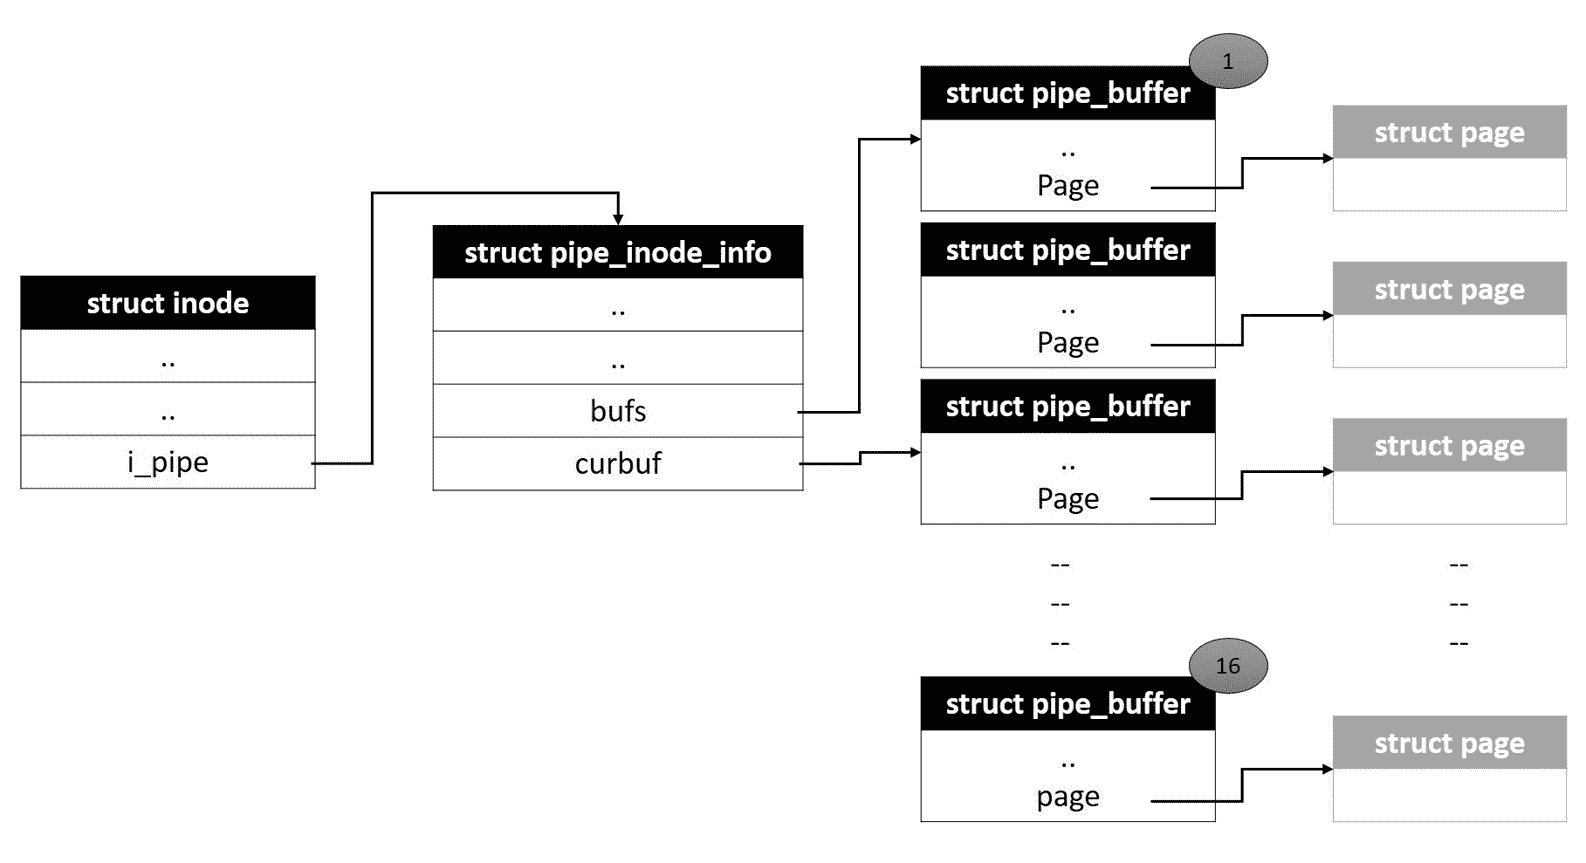 struct inode
..
..
i_pipe
struct pipe_inode_info
..
..
bufs
curbuf
1
struct pipe_buffer
..
Page
struct page
struct pipe_buffer
..
Page
struct page
struct pipe_buffer
..
Page
struct page
-- --
-- --
-- --
16
struct pipe_buffer
..
page
struct page